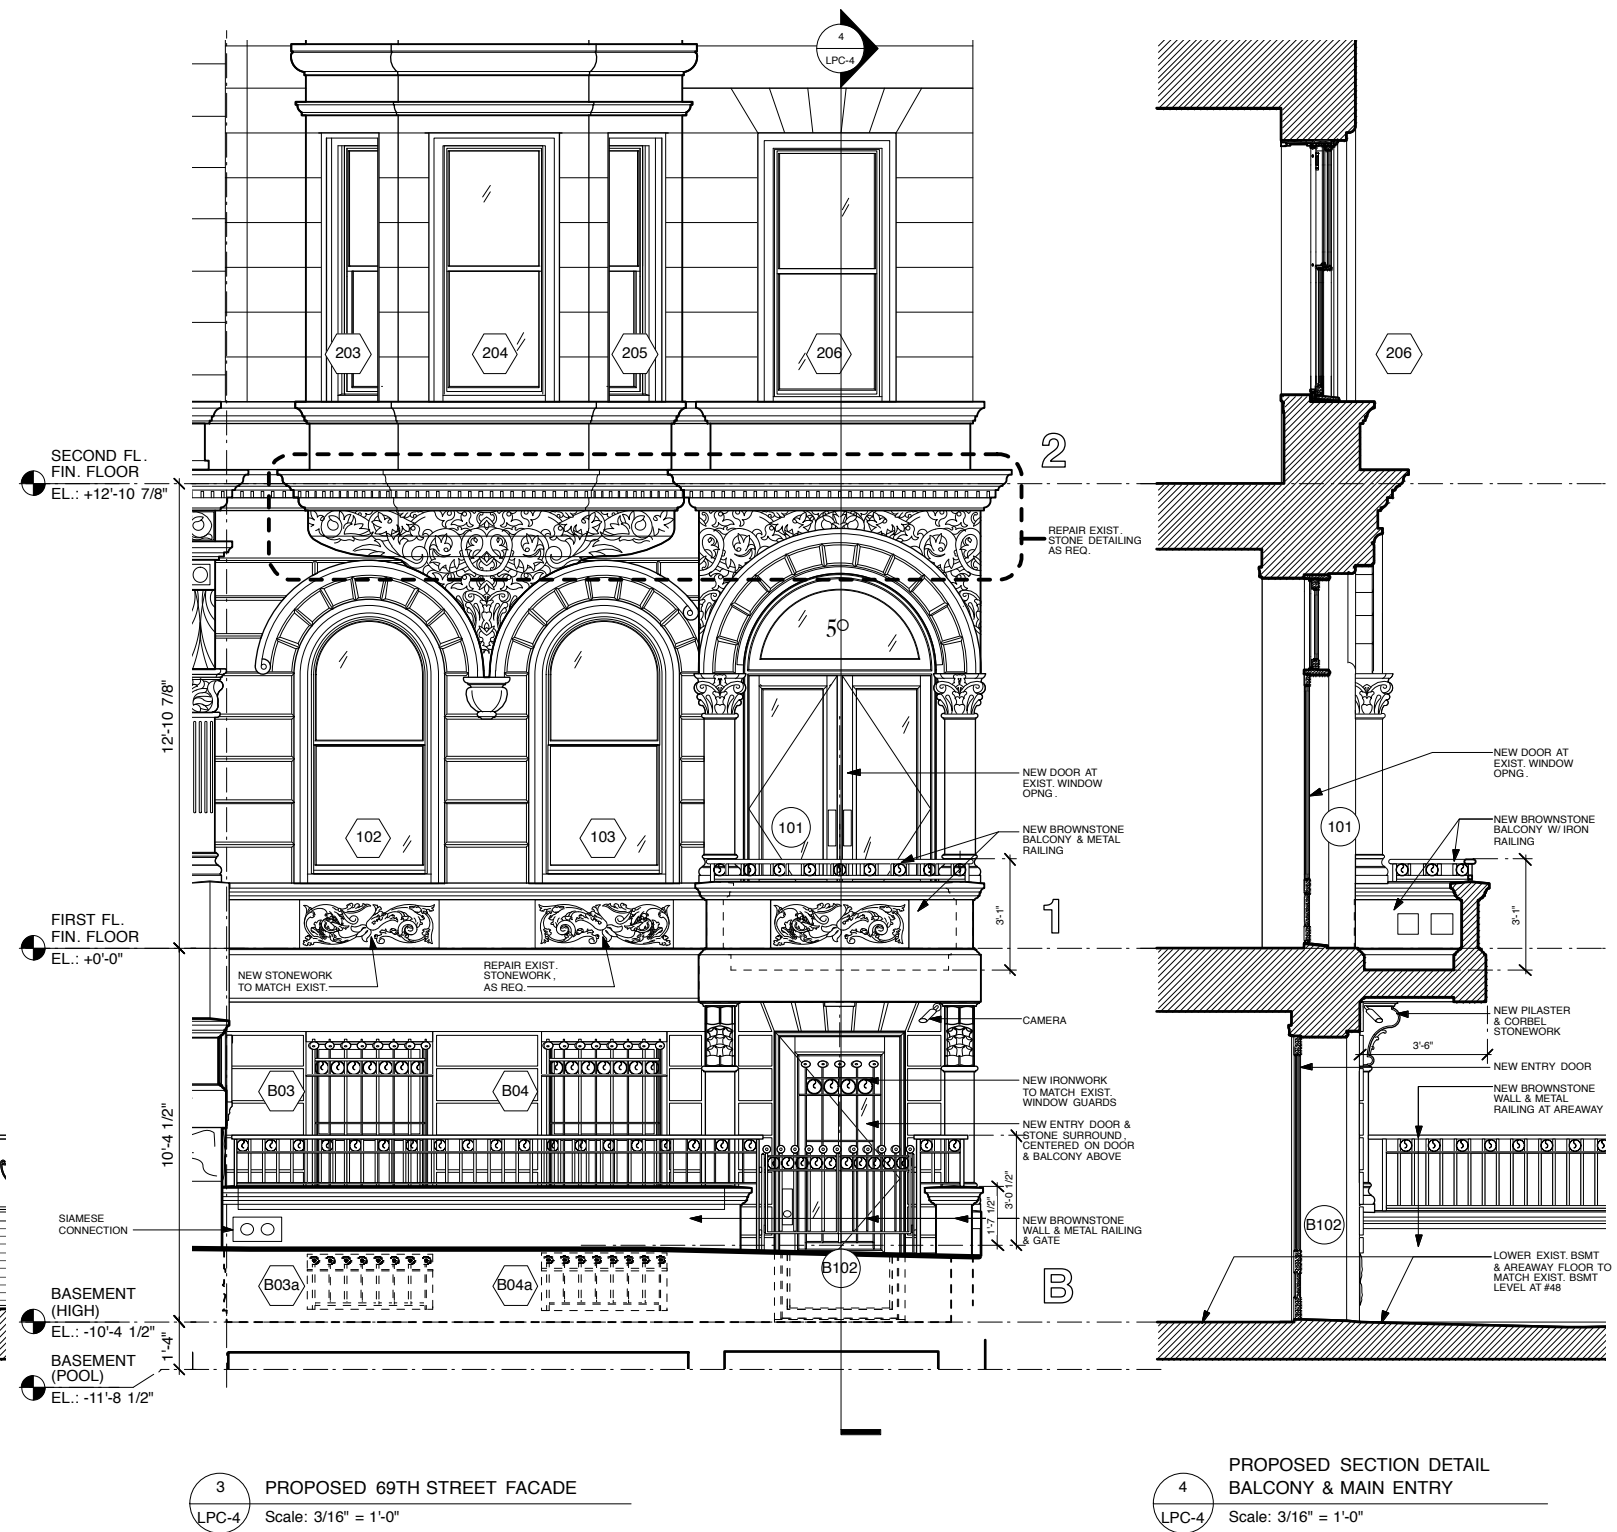 4
LPC-4
203
204
205
206
206
2
SECOND FL.
FIN. FLOOR
EL.: +12'-10 7/8"
REPAIR EXIST.
STONE DETAILING
AS REQ.
50
12'-10 7/8"
NEW DOOR AT
EXIST. WINDOW
OPNG.
NEW DOOR AT
EXIST. WINDOW
OPNG.
102
103
101
101
NEW BROWNSTONE
BALCONY & METAL
RAILING
NEW BROWNSTONE
BALCONY W/ IRON
RAILING
3'-1"
3'-1"
1
FIRST FL.
FIN. FLOOR
EL.: +0'-0"
NEW STONEWORK
TO MATCH EXIST.
REPAIR EXIST.
STONEWORK,
AS REQ.
CAMERA
NEW PILASTER
& CORBEL
STONEWORK
3'-6"
NEW ENTRY DOOR
B03
B04
NEW IRONWORK
TO MATCH EXIST.
WINDOW GUARDS
NEW BROWNSTONE
WALL & METAL
RAILING AT AREAWAY
NEW ENTRY DOOR &
STONE SURROUND
CENTERED ON DOOR
& BALCONY ABOVE
10'-4 1/2"
1'-7 1/2"
3'-0 1/2"
SIAMESE
CONNECTION
NEW BROWNSTONE
WALL & METAL RAILING
& GATE
B102
B102
B03a
B04a
B
LOWER EXIST. BSMT
& AREAWAY FLOOR TO
MATCH EXIST. BSMT
LEVEL AT #48
BASEMENT
(HIGH)
EL.: -10'-4 1/2"
1'-4"
BASEMENT
(POOL)
EL.: -11'-8 1/2"
3
LPC-4
PROPOSED 69TH STREET FACADE
Scale: 3/16" = 1'-0"
4
LPC-4
PROPOSED SECTION DETAIL
BALCONY & MAIN ENTRY
Scale: 3/16" = 1'-0"